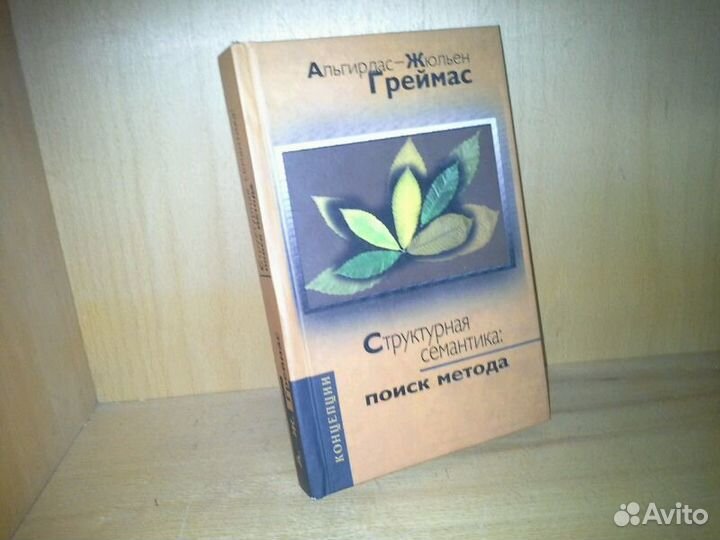 Альгирдас–Жюльен
Греймас
Структурная
семантика:
поиск метода
КОНЦЕПЦИИ
Avito